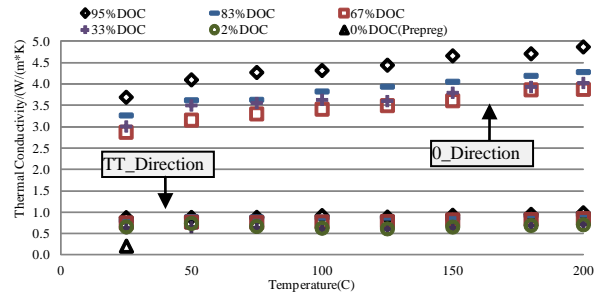 95%DOC 83%DOC 67%DOC
33%DOC 2%DOC 0%DOC(Prepreg)
Thermal Conductivity/(W/(m*K)
5.0
4.5
4.0
3.5
3.0
2.5
2.0
1.5
1.0
0.5
0.0
TT_Direction
0_Direction
0 50 100 150 200
Temperature(C)